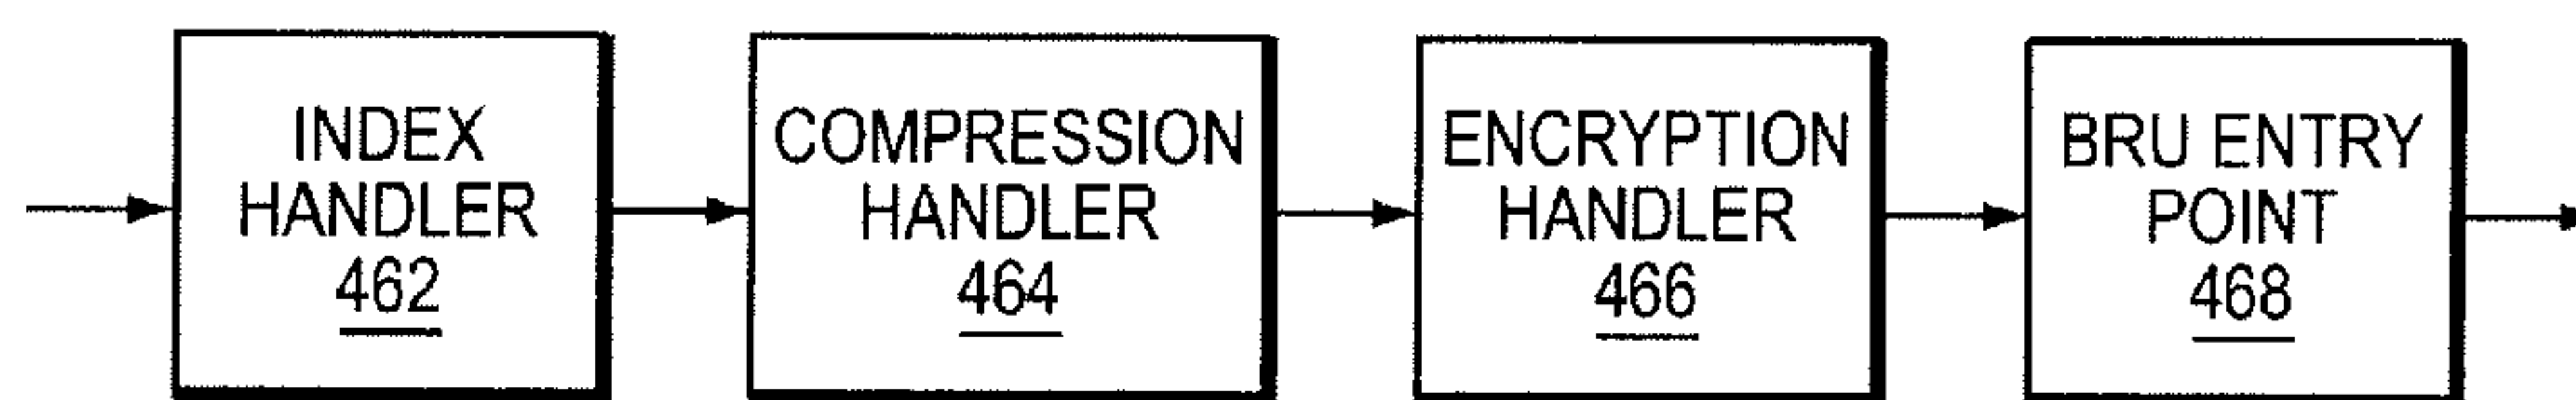 INDEX
HANDLER
462
COMPRESSION
HANDLER
464
ENCRYPTION
HANDLER
466
BRU ENTRY
POINT
468